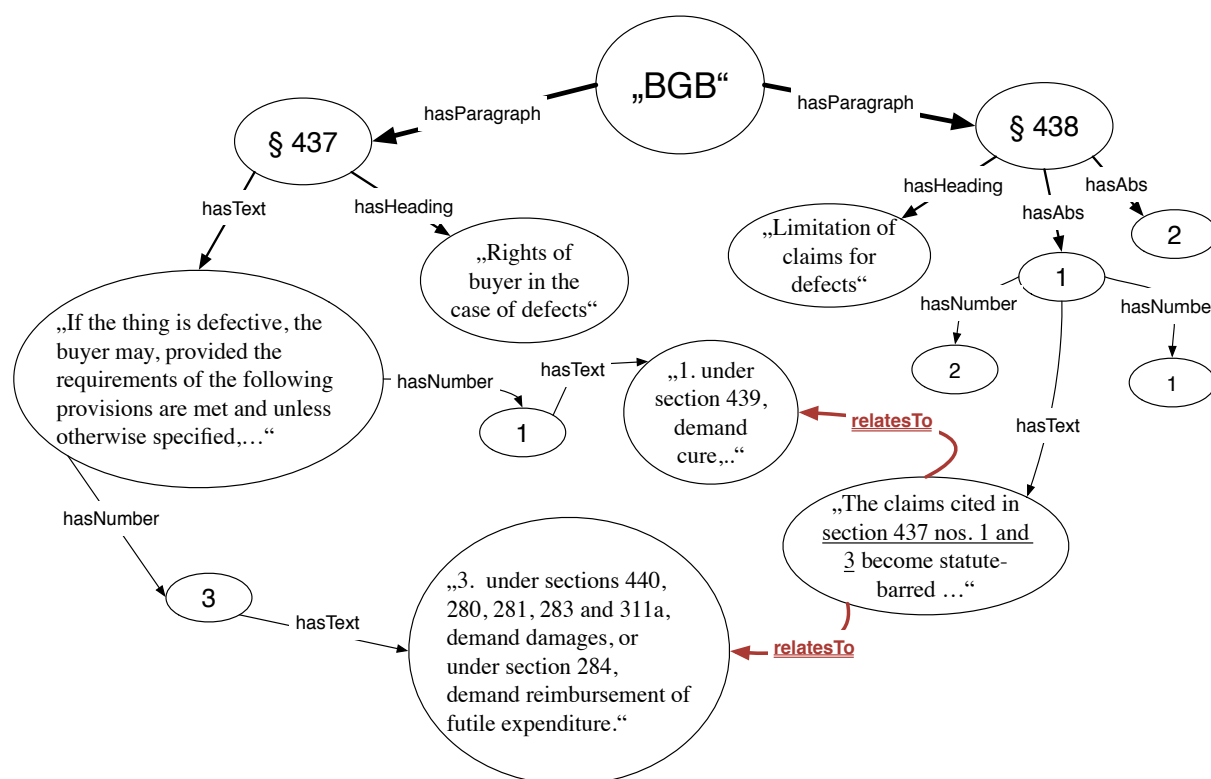 „BGB“
hasParagraph
hasParagraph
§ 437
§ 438
hasText
hasHeading
hasHeading
hasAbs
hasAbs
„Rights of
buyer in the
case of defects“
„Limitation of
claims for
defects“
2
1
„If the thing is defective, the
buyer may, provided the
requirements of the following
provisions are met and unless
otherwise specified,…“
hasNumber
hasNumbe
2
1
hasNumber
1
hasText
„1. under
section 439,
demand
cure,..“
relatesTo
hasText
hasNumber
3
hasText
„The claims cited in
section 437 nos. 1 and
3 become statute-
barred …“
„3. under sections 440,
280, 281, 283 and 311a,
demand damages, or
under section 284,
demand reimbursement of
futile expenditure.“
relatesTo